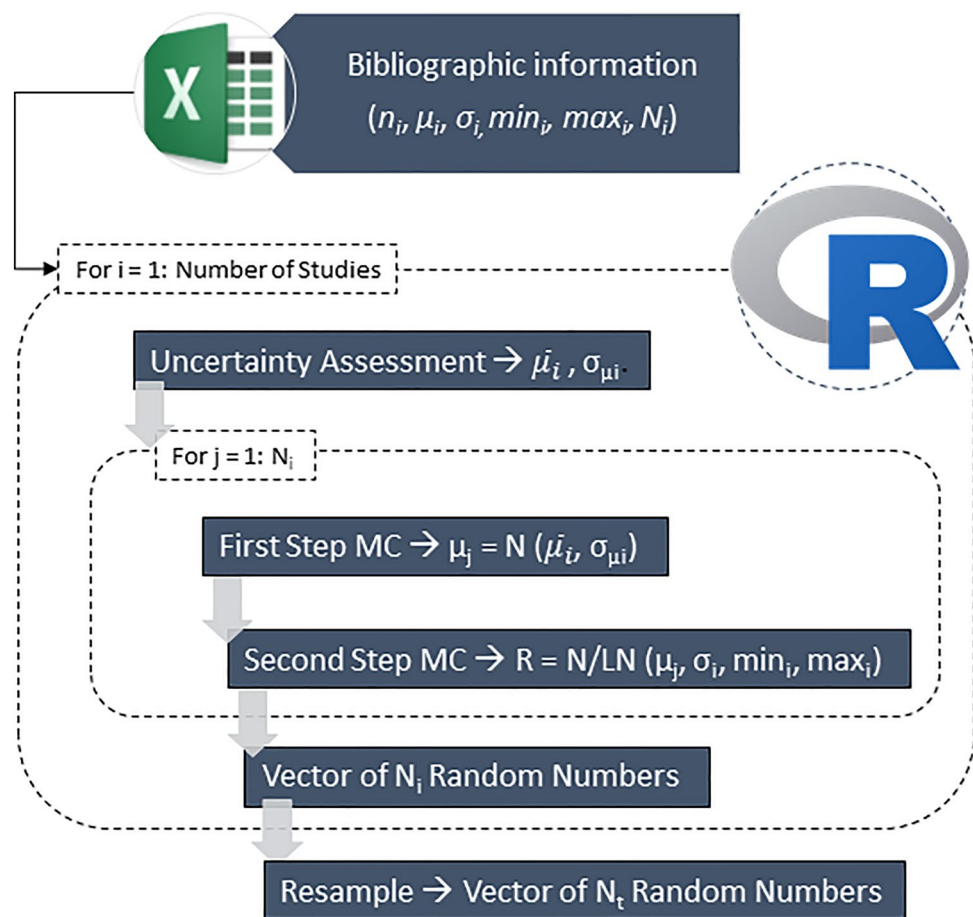 X
Bibliographic information
(nᵢ, μᵢ, σᵢ, minᵢ, maxᵢ, Nᵢ)
R
For i = 1: Number of Studies
Uncertainty Assessment → μ̄ᵢ , σμᵢ.
For j = 1: Nᵢ
First Step MC → μⱼ = N (μ̄ᵢ, σμᵢ)
Second Step MC → R = N/LN (μⱼ, σᵢ, minᵢ, maxᵢ)
Vector of Nᵢ Random Numbers
Resample → Vector of Nₜ Random Numbers